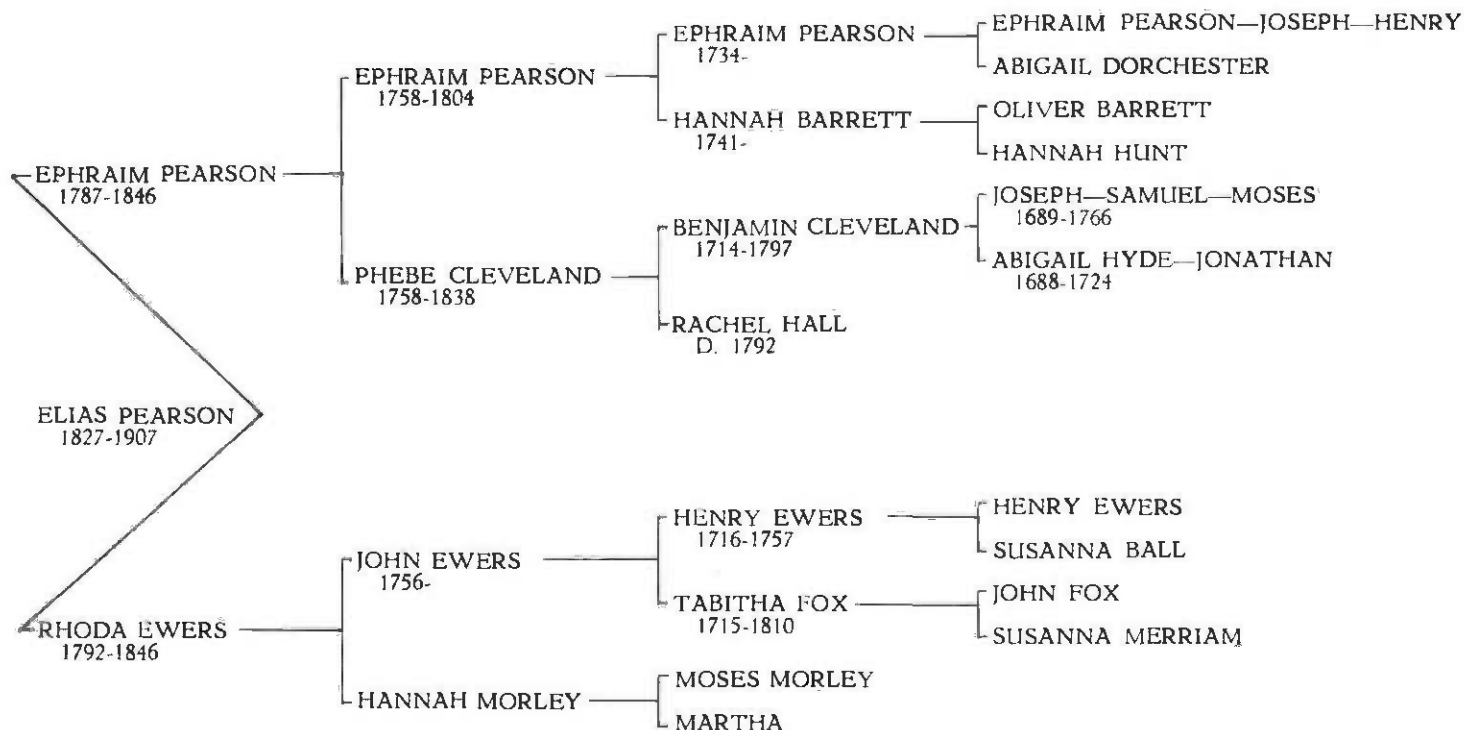 EPHRAIM PEARSON—JOSEPH—HENRY
EPHRAIM PEARSON
1734-
ABIGAIL DORCHESTER
EPHRAIM PEARSON
1758-1804
OLIVER BARRETT
HANNAH BARRETT
1741-
HANNAH HUNT
EPHRAIM PEARSON
1787-1846
JOSEPH—SAMUEL—MOSES
1689-1766
BENJAMIN CLEVELAND
1714-1797
ABIGAIL HYDE—JONATHAN
1688-1724
PHEBE CLEVELAND
1758-1838
RACHEL HALL
D. 1792
ELIAS PEARSON
1827-1907
HENRY EWERS
HENRY EWERS
1716-1757
SUSANNA BALL
JOHN EWERS
1756-
JOHN FOX
TABITHA FOX
1715-1810
SUSANNA MERRIAM
RHODA EWERS
1792-1846
MOSES MORLEY
HANNAH MORLEY
MARTHA